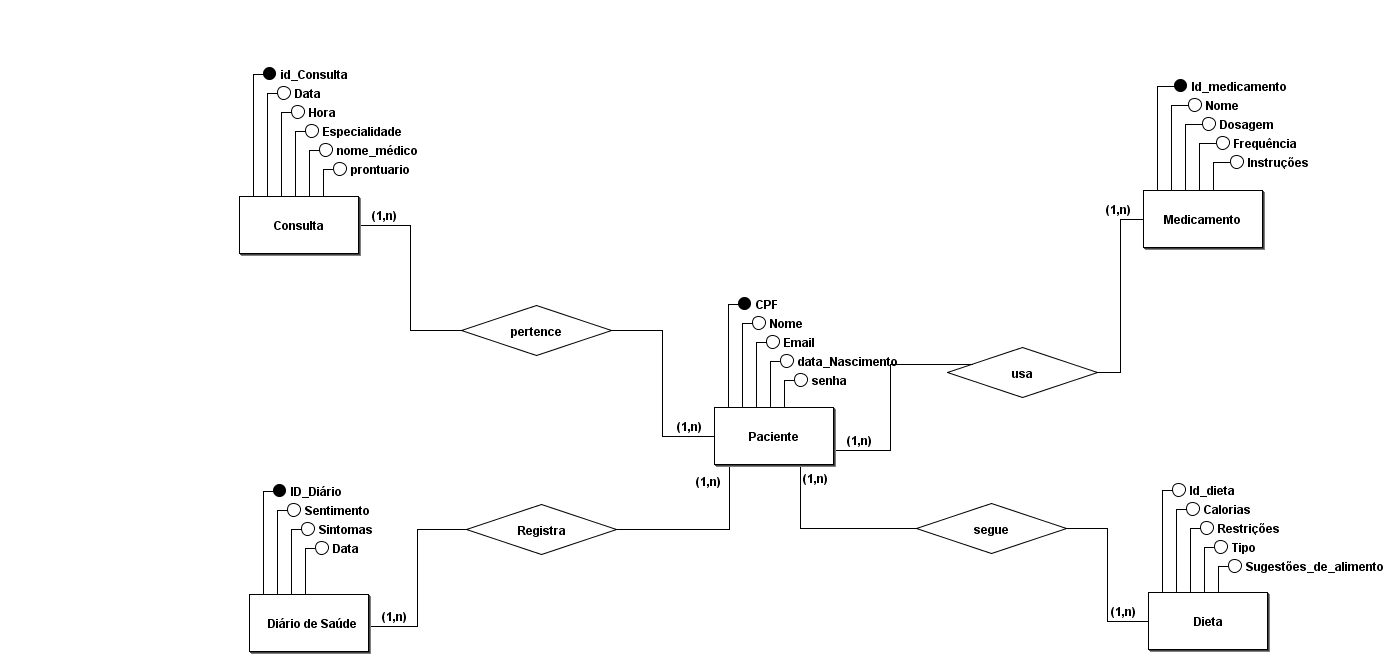 id_Consulta
Data
Hora
Especialidade
nome_médico
prontuario
Consulta
(1,n)
pertence
(1,n)
Id_medicamento
Nome
Dosagem
Frequência
Instruções
Medicamento
(1,n)
usa
(1,n)
CPF
Nome
Email
data_Nascimento
senha
Paciente
(1,n)
(1,n)
ID_Diário
Sentimento
Sintomas
Data
Diário de Saúde
(1,n)
Registra
segue
Id_dieta
Calorias
Restrições
Tipo
Sugestões_de_alimento
Dieta
(1,n)